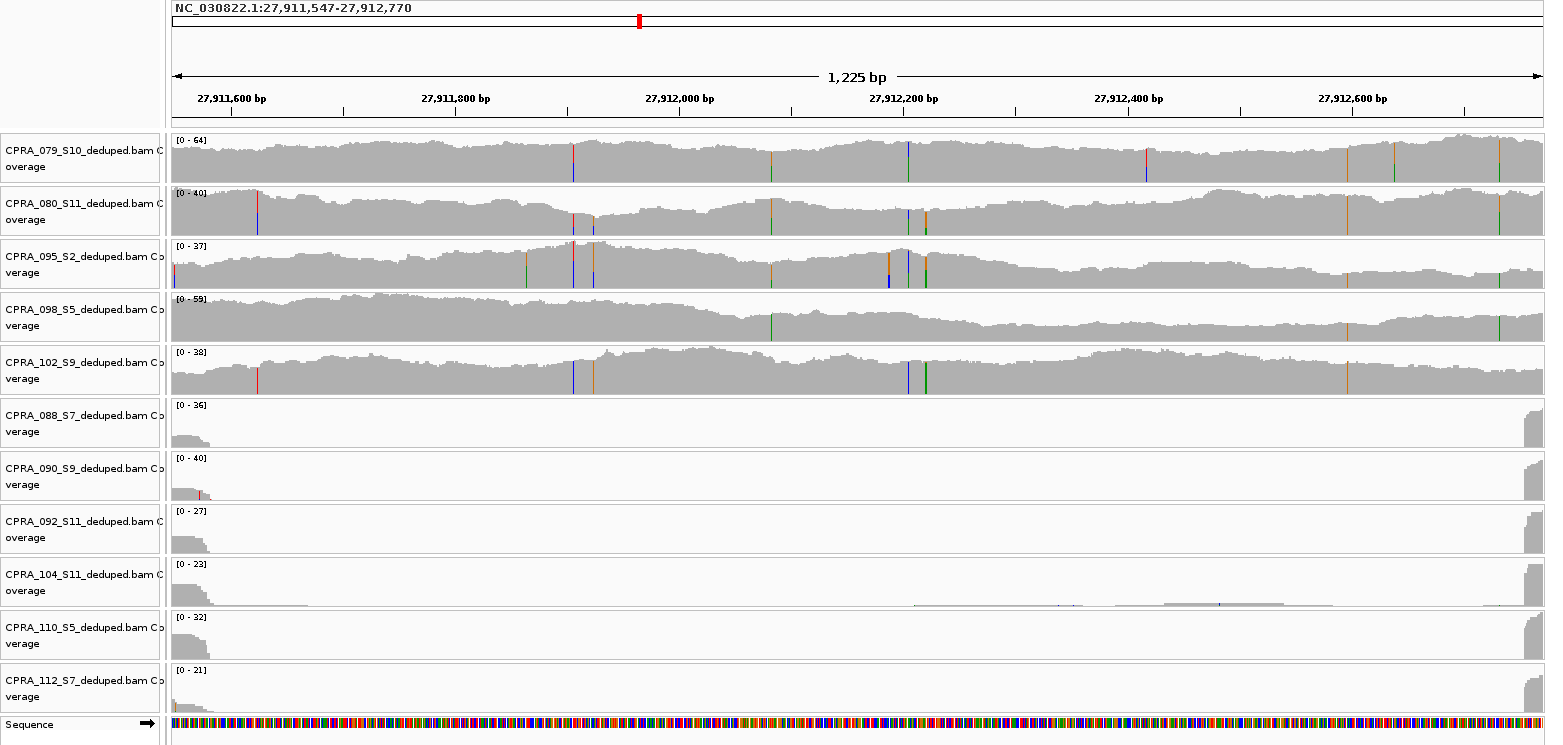 NC_030822.1:27,911,547-27,912,770
1,225 bp
27,911,600 bp 27,911,800 bp 27,912,000 bp 27,912,200 bp 27,912,400 bp 27,912,600 bp
CPRA_079_S10_deduped.bam C [0 - 64]
overage
CPRA_080_S11_deduped.bam C [0 - 40]
overage
CPRA_095_S2_deduped.bam Co [0 - 37]
verage
CPRA_098_S5_deduped.bam Co [0 - 59]
verage
CPRA_102_S9_deduped.bam Co [0 - 38]
verage
CPRA_088_S7_deduped.bam Co [0 - 36]
verage
CPRA_090_S9_deduped.bam Co [0 - 40]
verage
CPRA_092_S11_deduped.bam C [0 - 27]
overage
CPRA_104_S11_deduped.bam C [0 - 23]
overage
CPRA_110_S5_deduped.bam Co [0 - 32]
verage
CPRA_112_S7_deduped.bam Co [0 - 21]
verage
Sequence